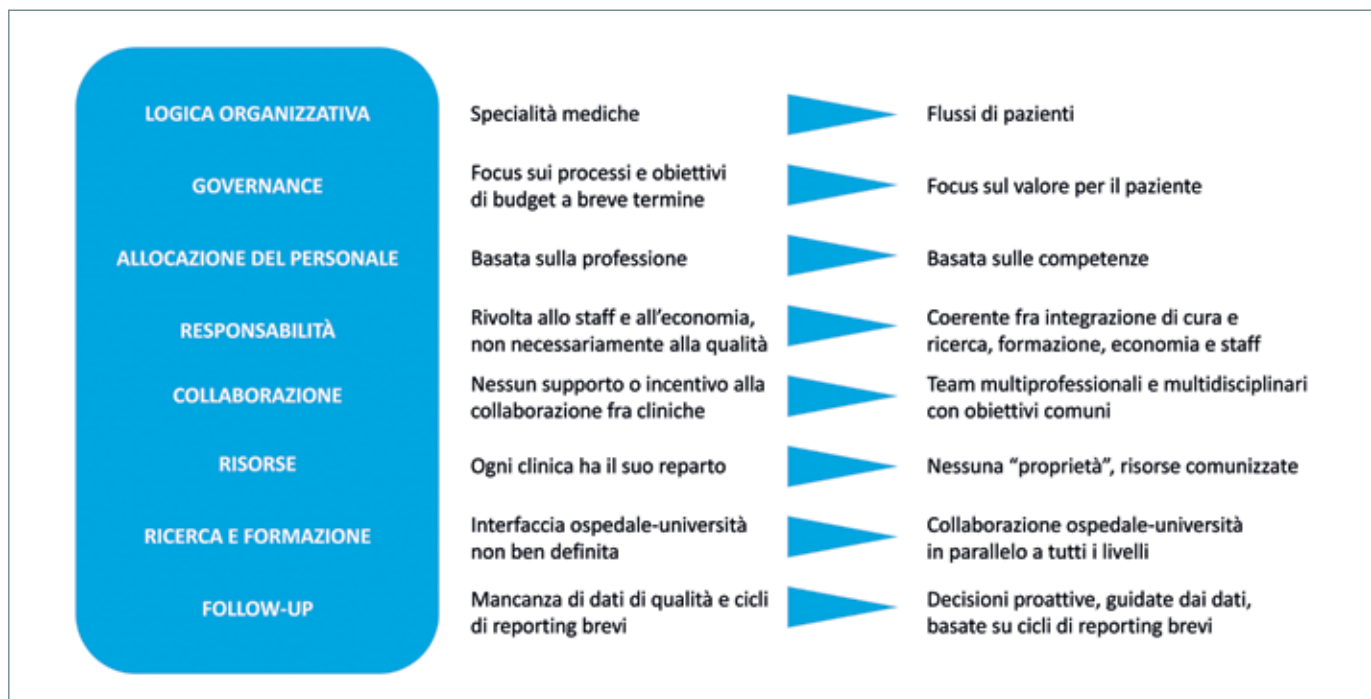 LOGICA ORGANIZZATIVA
Specialità mediche
Flussi di pazienti
GOVERNANCE
Focus sui processi e obiettivi
di budget a breve termine
Focus sul valore per il paziente
ALLOCAZIONE DEL PERSONALE
Basata sulla professione
Basata sulle competenze
RESPONSABILITÀ
Rivolta allo staff e all'economia,
non necessariamente alla qualità
Coerente fra integrazione di cura e
ricerca, formazione, economia e staff
COLLABORAZIONE
Nessun supporto o incentivo alla
collaborazione fra cliniche
Team multiprofessionali e multidisciplinari
con obiettivi comuni
RISORSE
Ogni clinica ha il suo reparto
Nessuna “proprietà”, risorse comunizzate
RICERCA E FORMAZIONE
Interfaccia ospedale-università
non ben definita
Collaborazione ospedale-università
in parallelo a tutti i livelli
FOLLOW-UP
Mancanza di dati di qualità e cicli
di reporting brevi
Decisioni proattive, guidate dai dati,
basate su cicli di reporting brevi